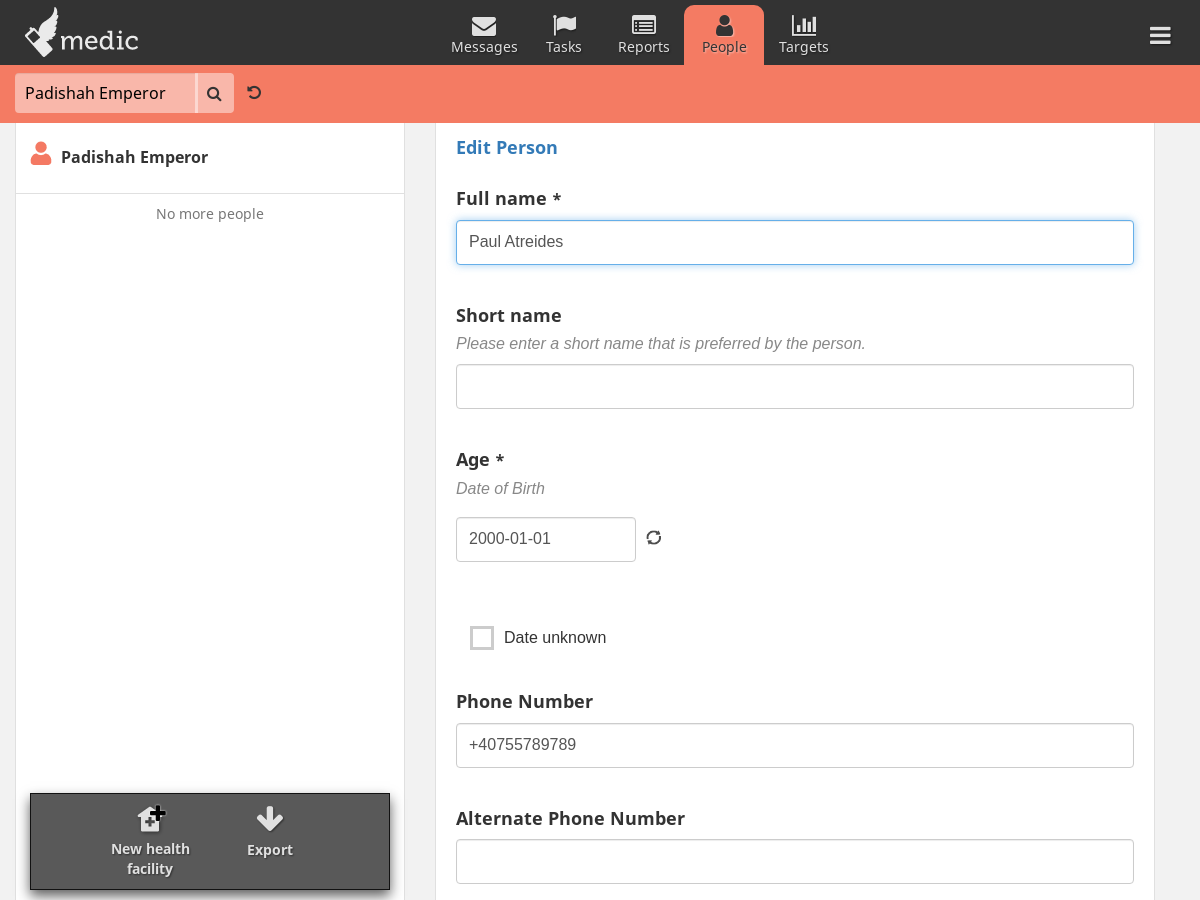 medic
Messages
Tasks
Reports
People
Targets
Padishah Emperor
Padishah Emperor
No more people
New health
facility
Export
Edit Person
Full name *
Paul Atreides
Short name
Please enter a short name that is preferred by the person.
Age *
Date of Birth
2000-01-01
Date unknown
Phone Number
+40755789789
Alternate Phone Number